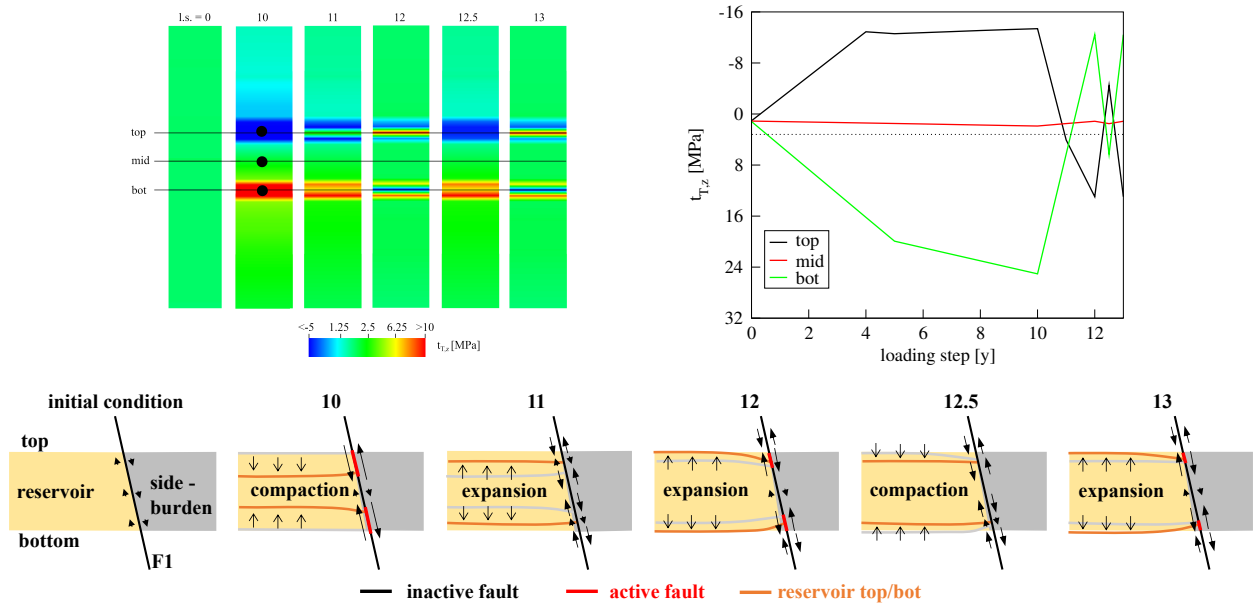 l.s. = 0 10 11 12 12.5 13
top
mid
bot
<-5 1.25 2.5 6.25 >10
t_T,z [MPa]
-16
-8
0
8
16
24
32
t_T,z [MPa]
top
mid
bot
0 2 4 6 8 10 12
loading step [y]
initial condition 10 11 12 12.5 13
top
reservoir
side -
burden
bottom
F1
compaction
expansion
expansion
compaction
expansion
inactive fault active fault reservoir top/bot